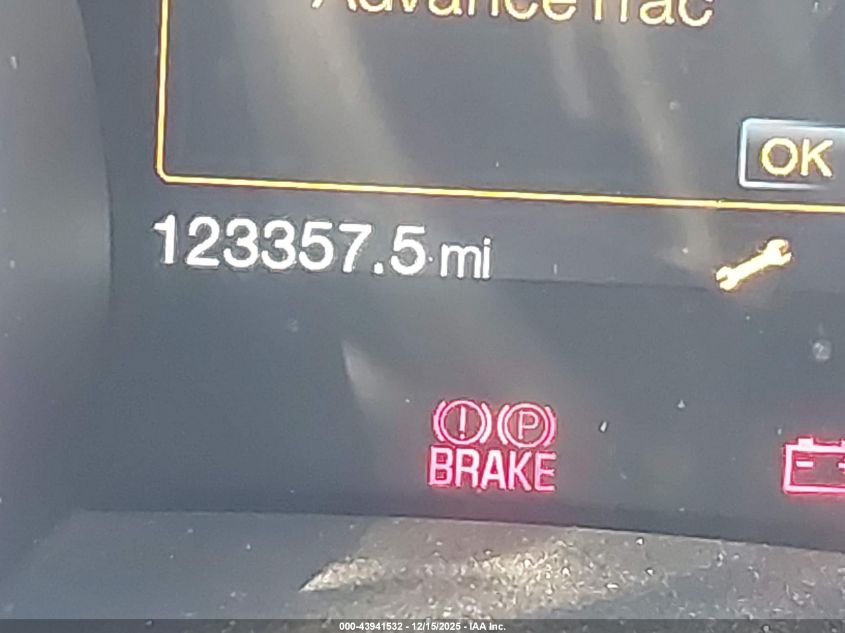 AdvanceTrac
OK
123357.5 mi
P
BRAKE
000-43941532 - 12/15/2025 - IAA Inc.